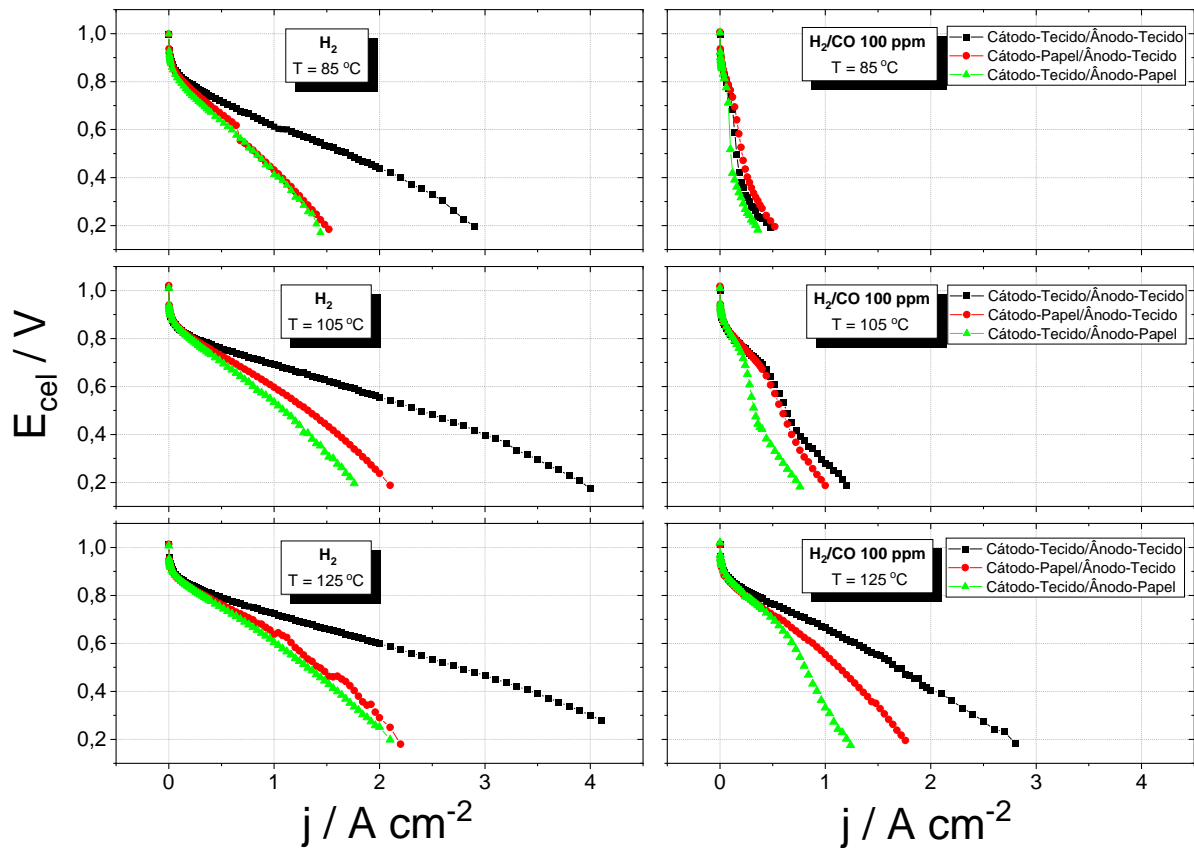 1,0
0,8
0,6
0,4
0,2
H2
T = 85 ºC
H2/CO 100 ppm
T = 85 ºC
Cátodo-Tecido/Ânodo-Tecido
Cátodo-Papel/Ânodo-Tecido
Cátodo-Tecido/Ânodo-Papel
1,0
0,8
0,6
0,4
0,2
Ecel / V
H2
T = 105 ºC
H2/CO 100 ppm
T = 105 ºC
Cátodo-Tecido/Ânodo-Tecido
Cátodo-Papel/Ânodo-Tecido
Cátodo-Tecido/Ânodo-Papel
1,0
0,8
0,6
0,4
0,2
H2
T = 125 ºC
H2/CO 100 ppm
T = 125 ºC
Cátodo-Tecido/Ânodo-Tecido
Cátodo-Papel/Ânodo-Tecido
Cátodo-Tecido/Ânodo-Papel
0 1 2 3 4
0 1 2 3 4
j / A cm-2
j / A cm-2